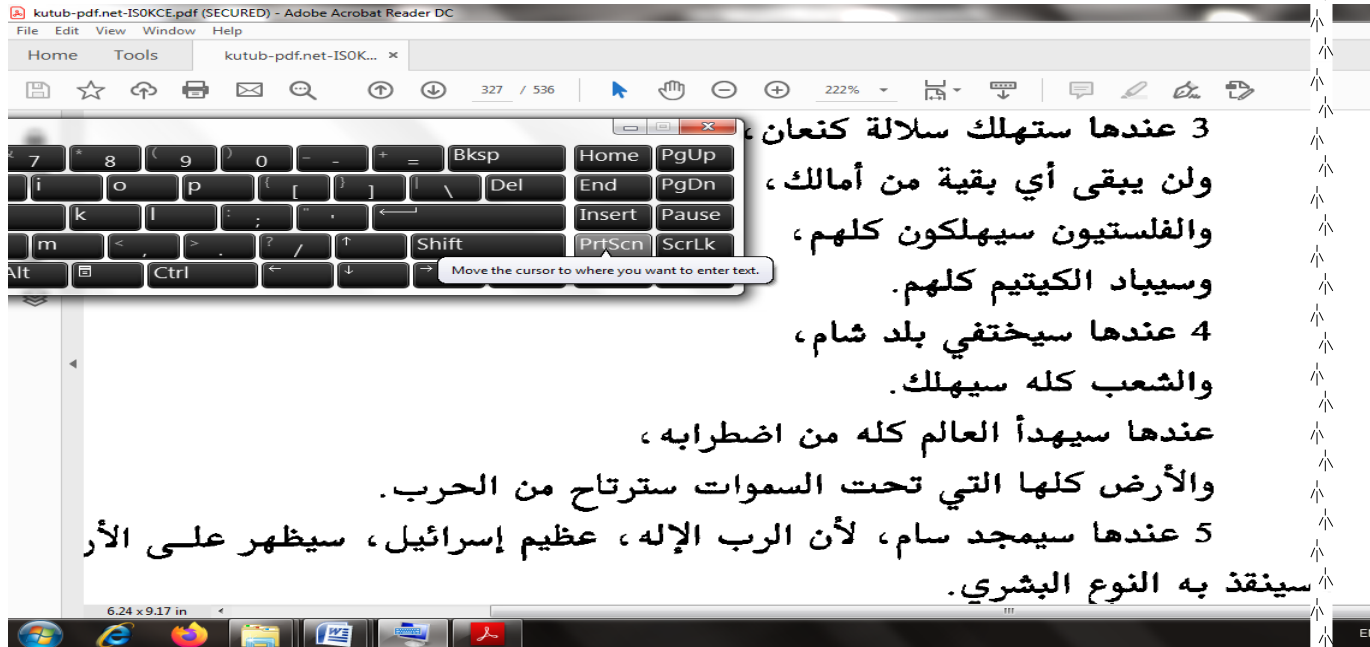 kutub-pdf.net-IS0KCE.pdf (SECURED) - Adobe Acrobat Reader DC
File Edit View Window Help
Home Tools kutub-pdf.net-IS0K... ×
327 / 536 222%
7 * 8 ( 9 ) 0 _ - + = Bksp Home PgUp
i o p { [ } ] | \ Del End PgDn
k l : ; " ' Insert Pause
m < , > . ? / ↑ Shift PrtScn ScrLk
Alt Ctrl ← ↓ →
Move the cursor to where you want to enter text.
3 عندها ستهلك سلالة كنعان،
ولن يبقى أي بقية من أمالك،
والفلستيون سيهلكون كلهم،
وسيباد الكيتيم كلهم.
4 عندها سيختفي بلد شام،
والشعب كله سيهلك.
عندها سيهدأ العالم كله من اضطرابه،
والأرض كلها التي تحت السموات سترتاح من الحرب.
5 عندها سيمجد سام، لأن الرب الإله، عظيم إسرائيل، سيظهر علــى الأر
سينقذ به النوع البشري.
6.24 x 9.17 in